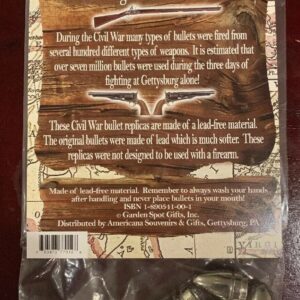 During the Civil War many types of bullets were fired from
several hundred different types of weapons. It is estimated that
over seven million bullets were used during the three days of
fighting at Gettysburg alone!
These Civil War bullet replicas are made of a lead-free material.
The original bullets were made of lead which is much softer. These
replicas were not designed to be used with a firearm.
Made of lead-free material. Remember to always wash your hands
after handling and never place bullets in your mouth!
ISBN 1-890541-00-1
© Garden Spot Gifts, Inc.
Distributed by Americana Souvenirs & Gifts, Gettysburg, PA